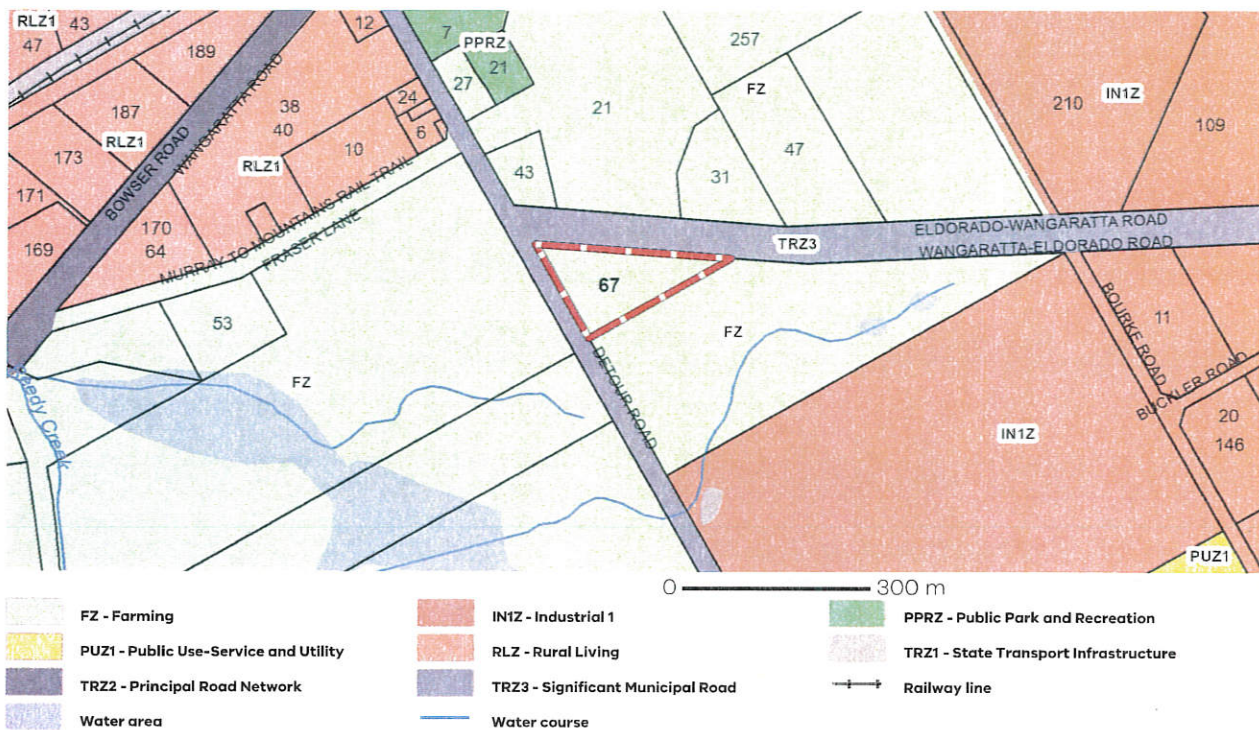 RLZ1
43
47
189
12
7
PPRZ
21
27
257
FZ
210
IN1Z
109
187
RLZ1
173
171
169
38
40
RLZ1
24
6
10
21
43
31
47
BOWSER ROAD
WANGARATTA ROAD
170
64
MURRAY TO MOUNTAINS RAIL TRAIL
FRASER LANE
53
TRZ3
ELDORADO-WANGARATTA ROAD
WANGARATTA-ELDORADO ROAD
67
FZ
FZ
DETOUR ROAD
BOURKE ROAD
11
BUCKLER ROAD
20
146
IN1Z
Reedy Creek
PUZ1
0 300 m
FZ - Farming
IN1Z - Industrial 1
PPRZ - Public Park and Recreation
PUZ1 - Public Use-Service and Utility
RLZ - Rural Living
TRZ1 - State Transport Infrastructure
TRZ2 - Principal Road Network
TRZ3 - Significant Municipal Road
Railway line
Water area
Water course